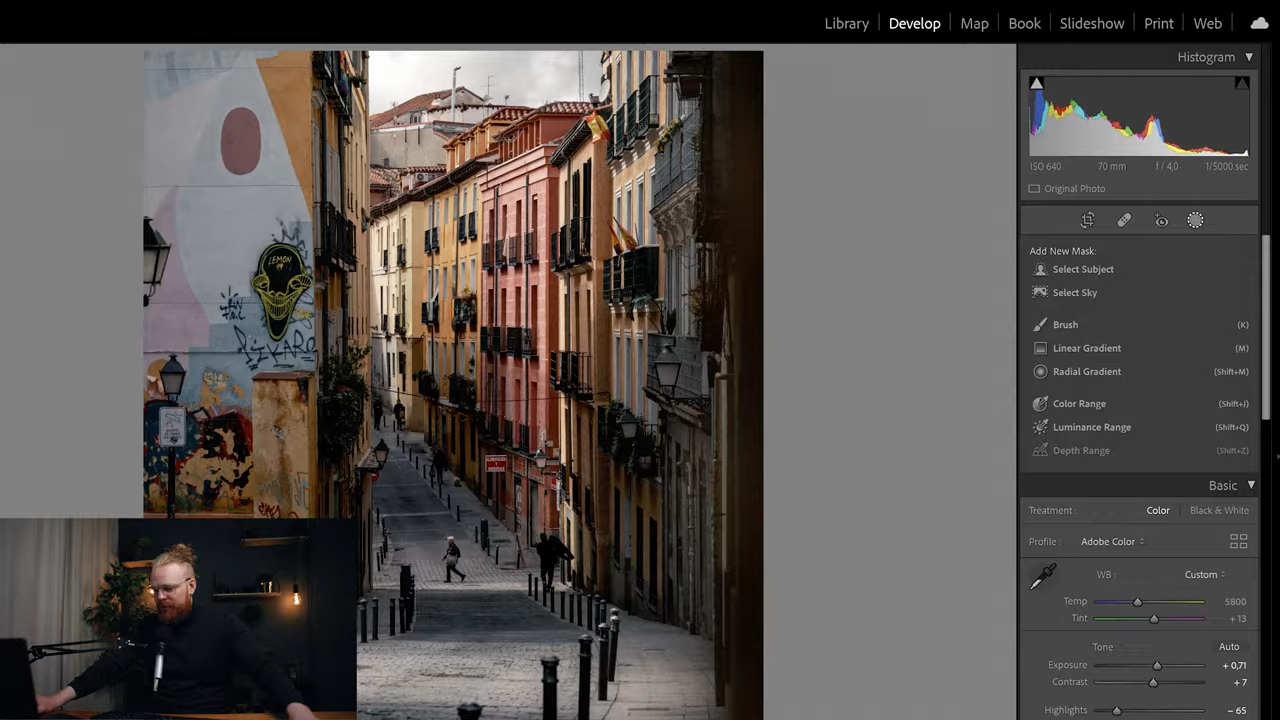 Library Develop Map Book Slideshow Print Web
Histogram
ISO 640 70 mm f / 4,0 1/5000 sec
Original Photo
Add New Mask:
Select Subject
Select Sky
Brush (K)
Linear Gradient (M)
Radial Gradient (Shift+M)
Color Range (Shift+J)
Luminance Range (Shift+Q)
Depth Range (Shift+Z)
Basic
Treatment : Color Black & White
Profile : Adobe Color
WB : Custom
Temp 5800
Tint + 13
Tone Auto
Exposure + 0,71
Contrast + 7
Highlights − 65
LEMON